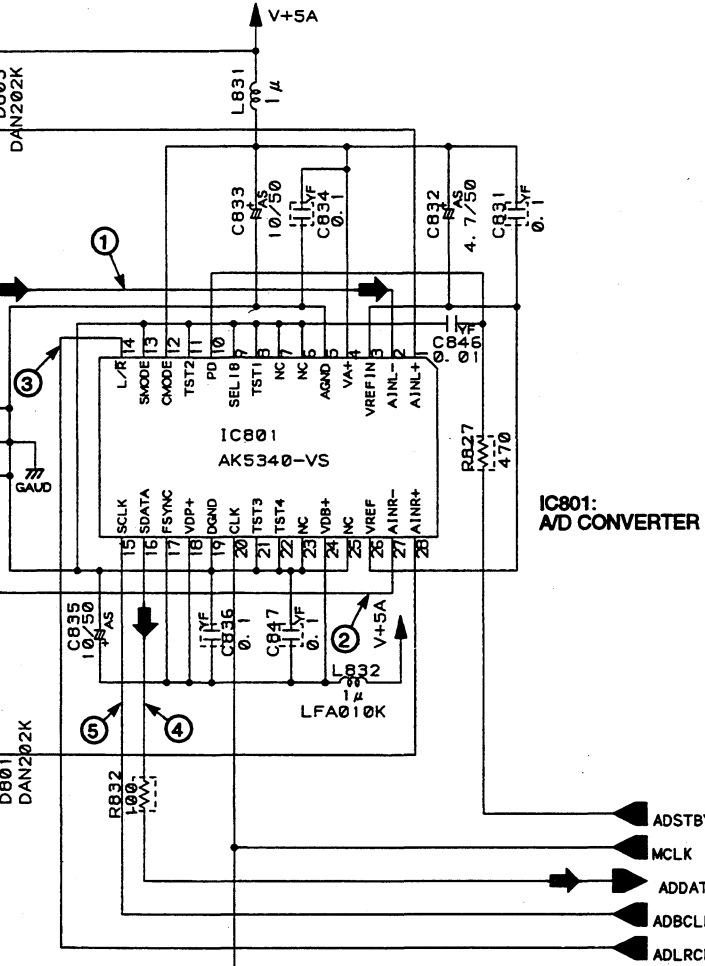 V+5A
DAN202K
L831
1μ
C833
AS
10/50
C834
YF
0.1
C832
AS
4.7/50
C831
YF
0.1
1
C846
YF
0.01
3
14 13 12 11 10 9 8 7 6 5 4 3 2 1
L/R̅ SMODE CMODE TST2 PD SEL18 TST1 NC NC AGND VA+ VREFIN AINL- AINL+
IC801
AK5340-VS
R827
470
GAUD
IC801:
A/D CONVERTER
SCLK SDATA FSYNC VDP+ DGND CLK TST3 TST4 NC VDB+ NC VREF AINR- AINR+
15 16 17 18 19 20 21 22 23 24 25 26 27 28
C835
10/50
AS
C836
YF
0.1
C847
YF
0.1
2
V+5A
L832
1μ
LFA010K
5
4
D801
DAN202K
R832
100
ADSTBY
MCLK
ADDAT
ADBCL
ADLRC